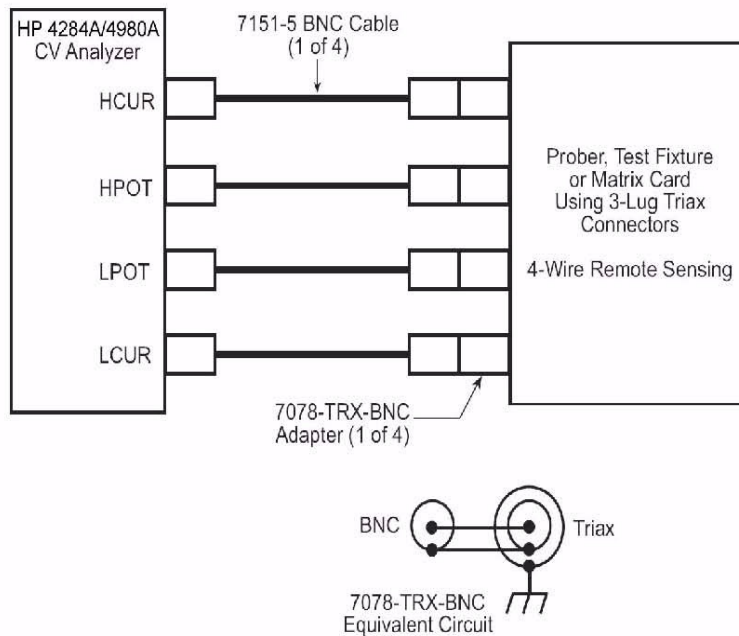 HP 4284A/4980A
CV Analyzer
7151-5 BNC Cable
(1 of 4)
HCUR
HPOT
LPOT
LCUR
Prober, Test Fixture
or Matrix Card
Using 3-Lug Triax
Connectors
4-Wire Remote Sensing
7078-TRX-BNC
Adapter (1 of 4)
BNC
Triax
7078-TRX-BNC
Equivalent Circuit